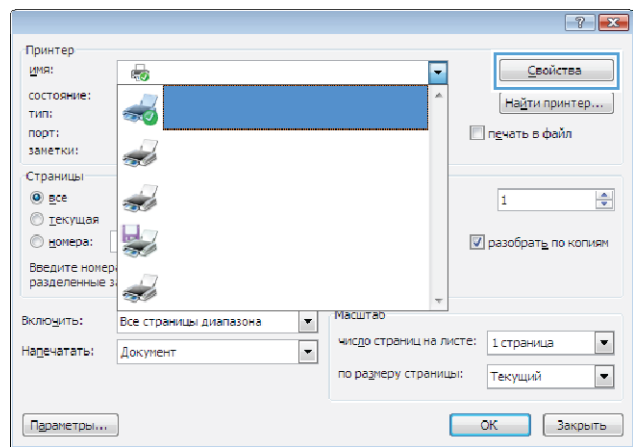 Принтер
имя:
Свойства
состояние:
тип:
порт:
заметки:
Найти принтер...
печать в файл
Страницы
все
текущая
номера:
1
разобрать по копиям
Введите
разделенные
Включить:
Все страницы диапазона
Напечатать:
Документ
Масштаб
число страниц на листе:
1 страница
по размеру страницы:
Текущий
Параметры...
ОК
Закрыть